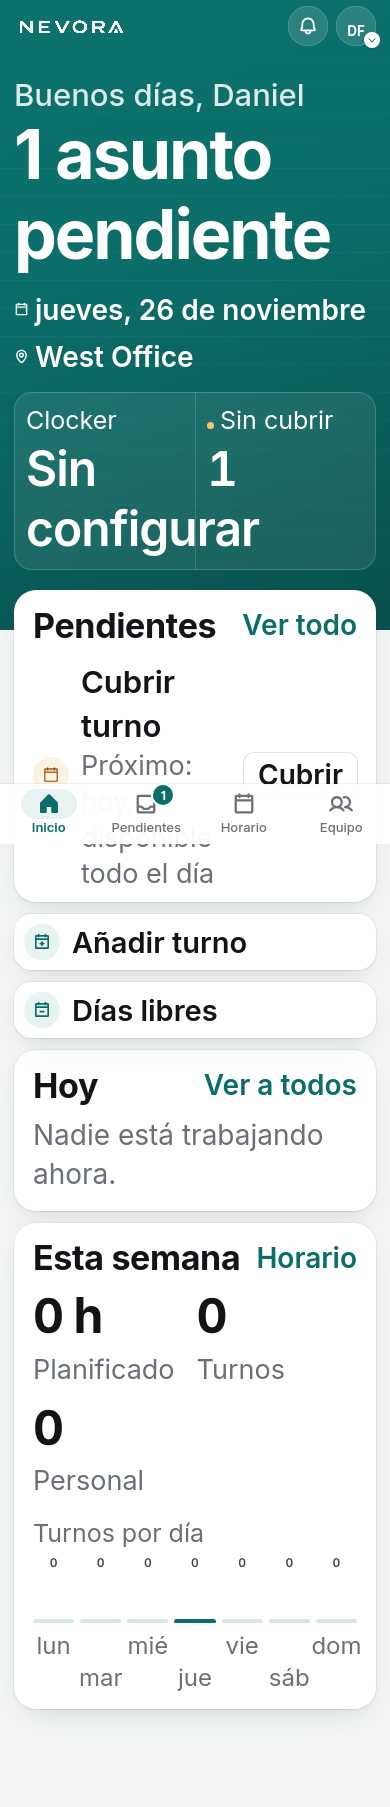 NEVORA
DF
Buenos días, Daniel
1 asunto
pendiente
jueves, 26 de noviembre
West Office
Clocker
Sin cubrir
Sin
configurar
1
Pendientes
Ver todo
Cubrir
turno
Próximo:
Cubrir
Inicio
Pendientes
1
Horario
Equipo
todo el día
Añadir turno
Días libres
Hoy
Ver a todos
Nadie está trabajando
ahora.
Esta semana
Horario
0 h
0
Planificado
Turnos
0
Personal
Turnos por día
0 0 0 0 0 0 0
lun mié vie dom
mar jue sáb